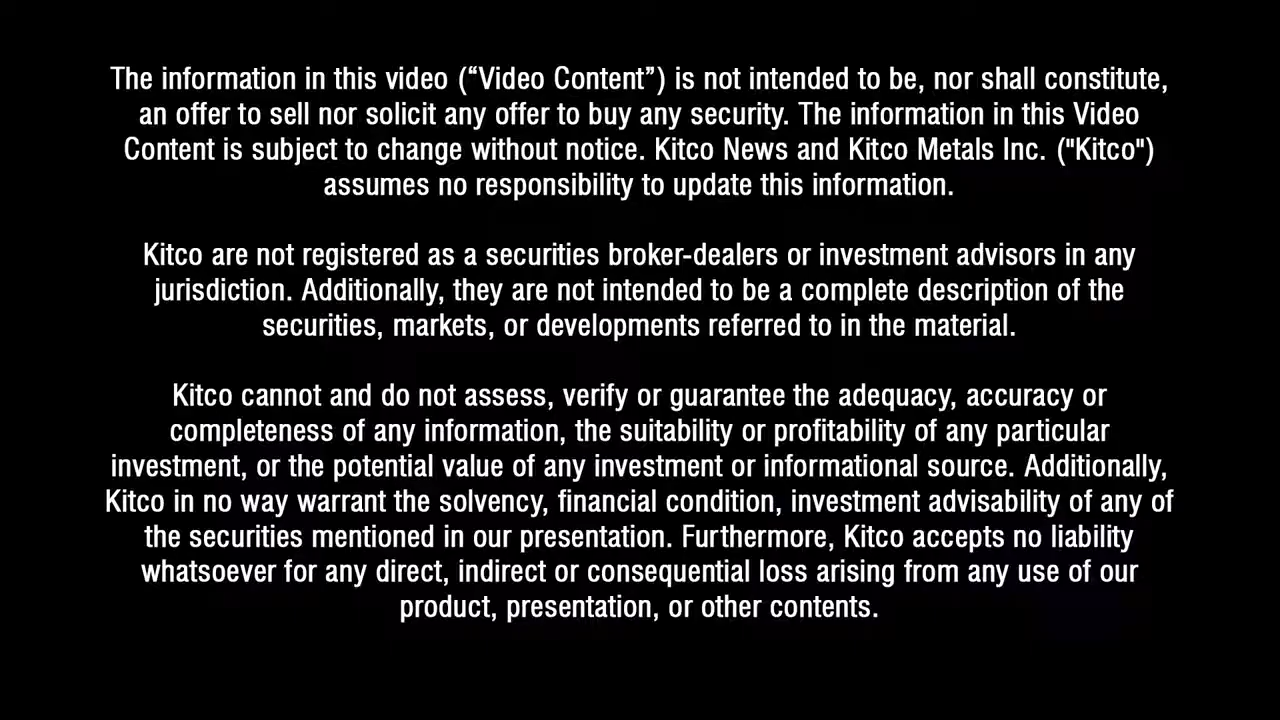 The information in this video (“Video Content”) is not intended to be, nor shall constitute,
an offer to sell nor solicit any offer to buy any security. The information in this Video
Content is subject to change without notice. Kitco News and Kitco Metals Inc. ("Kitco")
assumes no responsibility to update this information.
Kitco are not registered as a securities broker-dealers or investment advisors in any
jurisdiction. Additionally, they are not intended to be a complete description of the
securities, markets, or developments referred to in the material.
Kitco cannot and do not assess, verify or guarantee the adequacy, accuracy or
completeness of any information, the suitability or profitability of any particular
investment, or the potential value of any investment or informational source. Additionally,
Kitco in no way warrant the solvency, financial condition, investment advisability of any of
the securities mentioned in our presentation. Furthermore, Kitco accepts no liability
whatsoever for any direct, indirect or consequential loss arising from any use of our
product, presentation, or other contents.